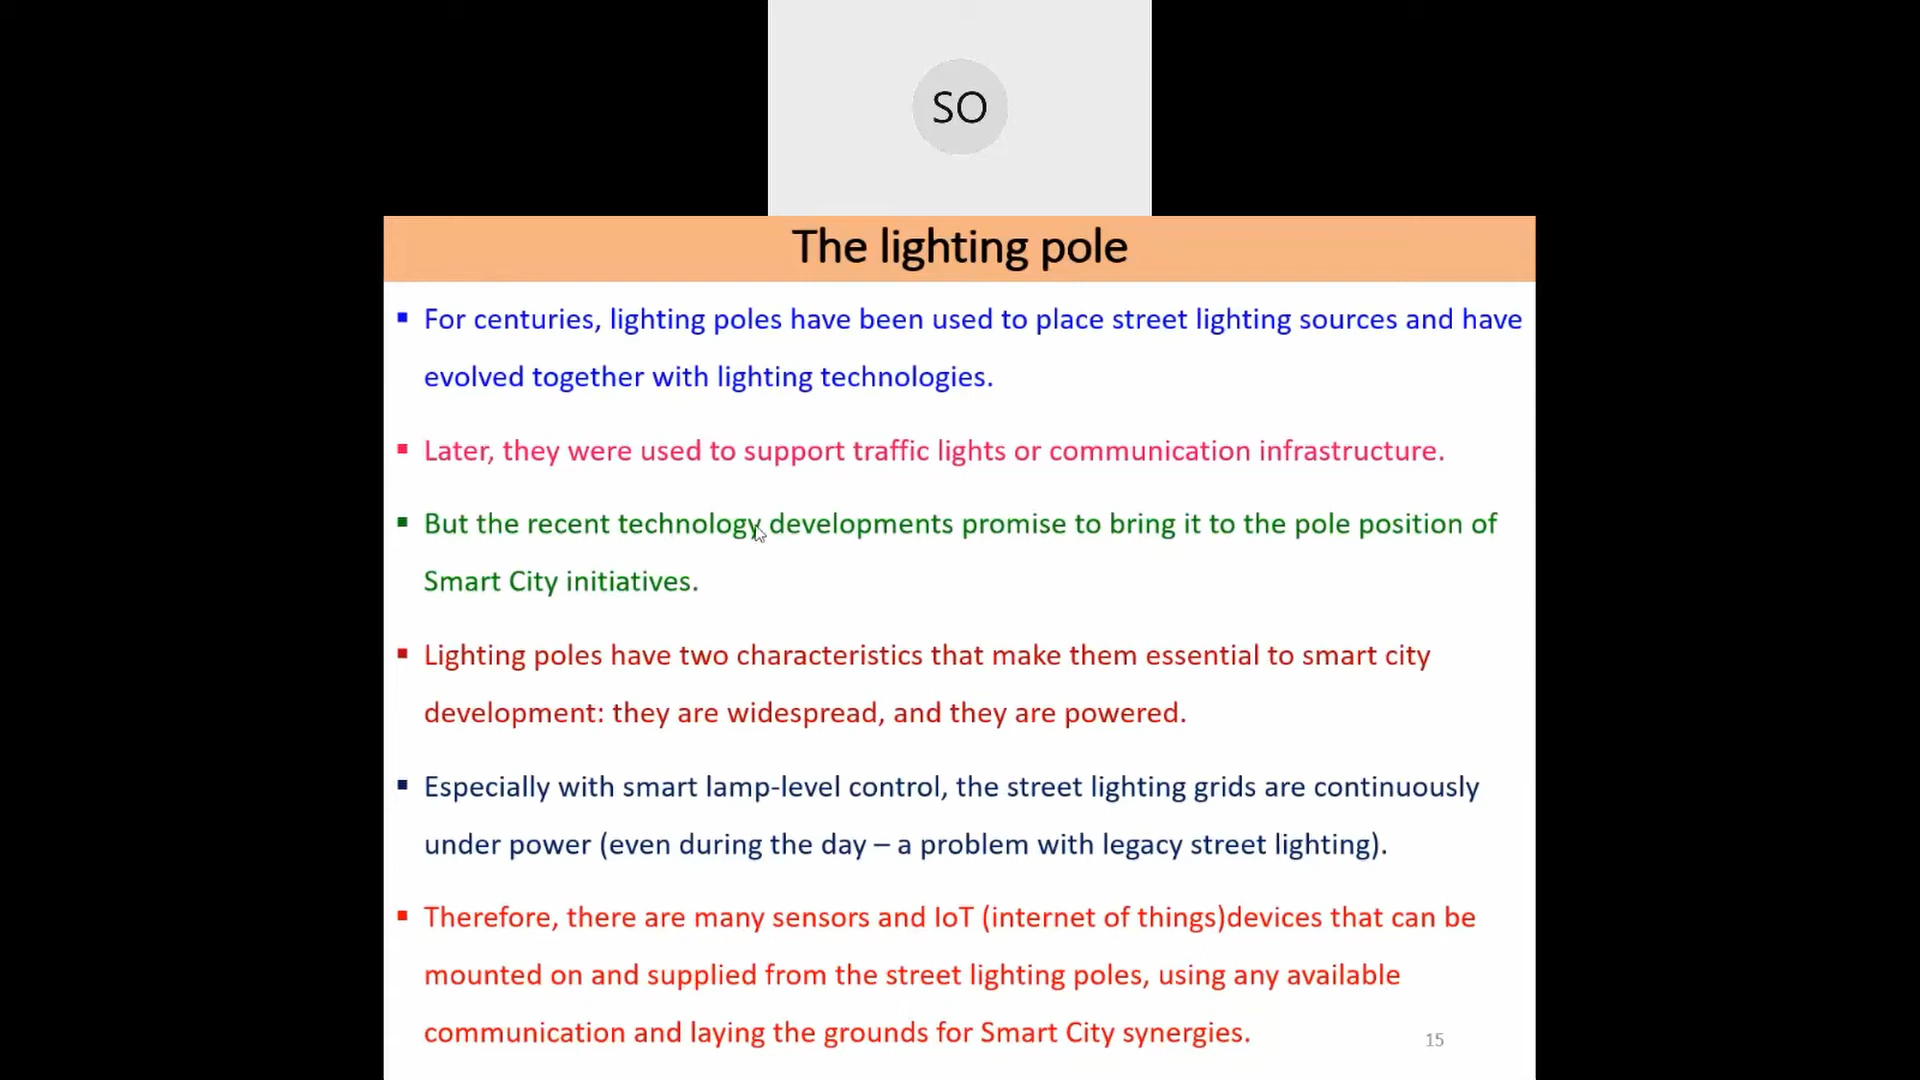 SO
The lighting pole
▪ For centuries, lighting poles have been used to place street lighting sources and have
evolved together with lighting technologies.
▪ Later, they were used to support traffic lights or communication infrastructure.
▪ But the recent technology developments promise to bring it to the pole position of
Smart City initiatives.
▪ Lighting poles have two characteristics that make them essential to smart city
development: they are widespread, and they are powered.
▪ Especially with smart lamp-level control, the street lighting grids are continuously
under power (even during the day – a problem with legacy street lighting).
▪ Therefore, there are many sensors and IoT (internet of things)devices that can be
mounted on and supplied from the street lighting poles, using any available
communication and laying the grounds for Smart City synergies.
15